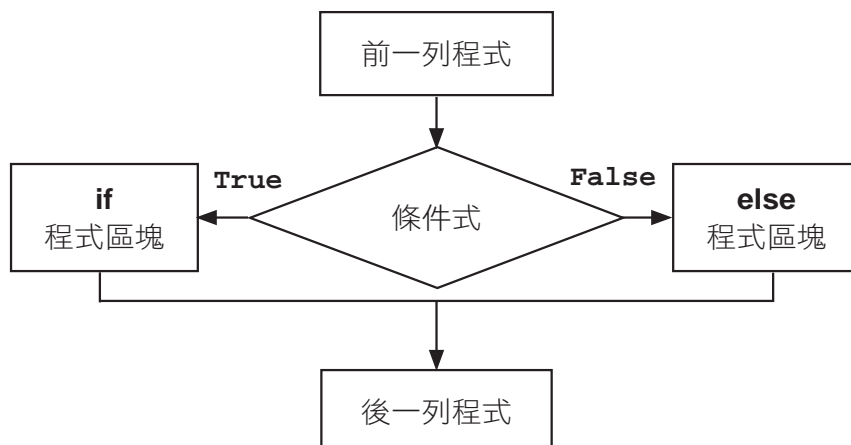 前一列程式
True
False
if
程式區塊
條件式
else
程式區塊
後一列程式